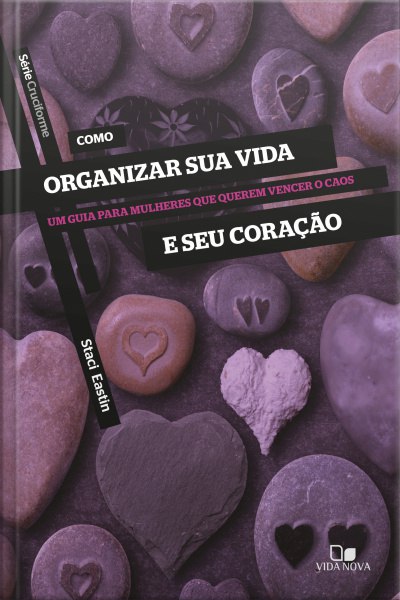 Série Cruciforme
COMO
ORGANIZAR SUA VIDA
UM GUIA PARA MULHERES QUE QUEREM VENCER O CAOS
E SEU CORAÇÃO
Staci Eastin
VIDA NOVA